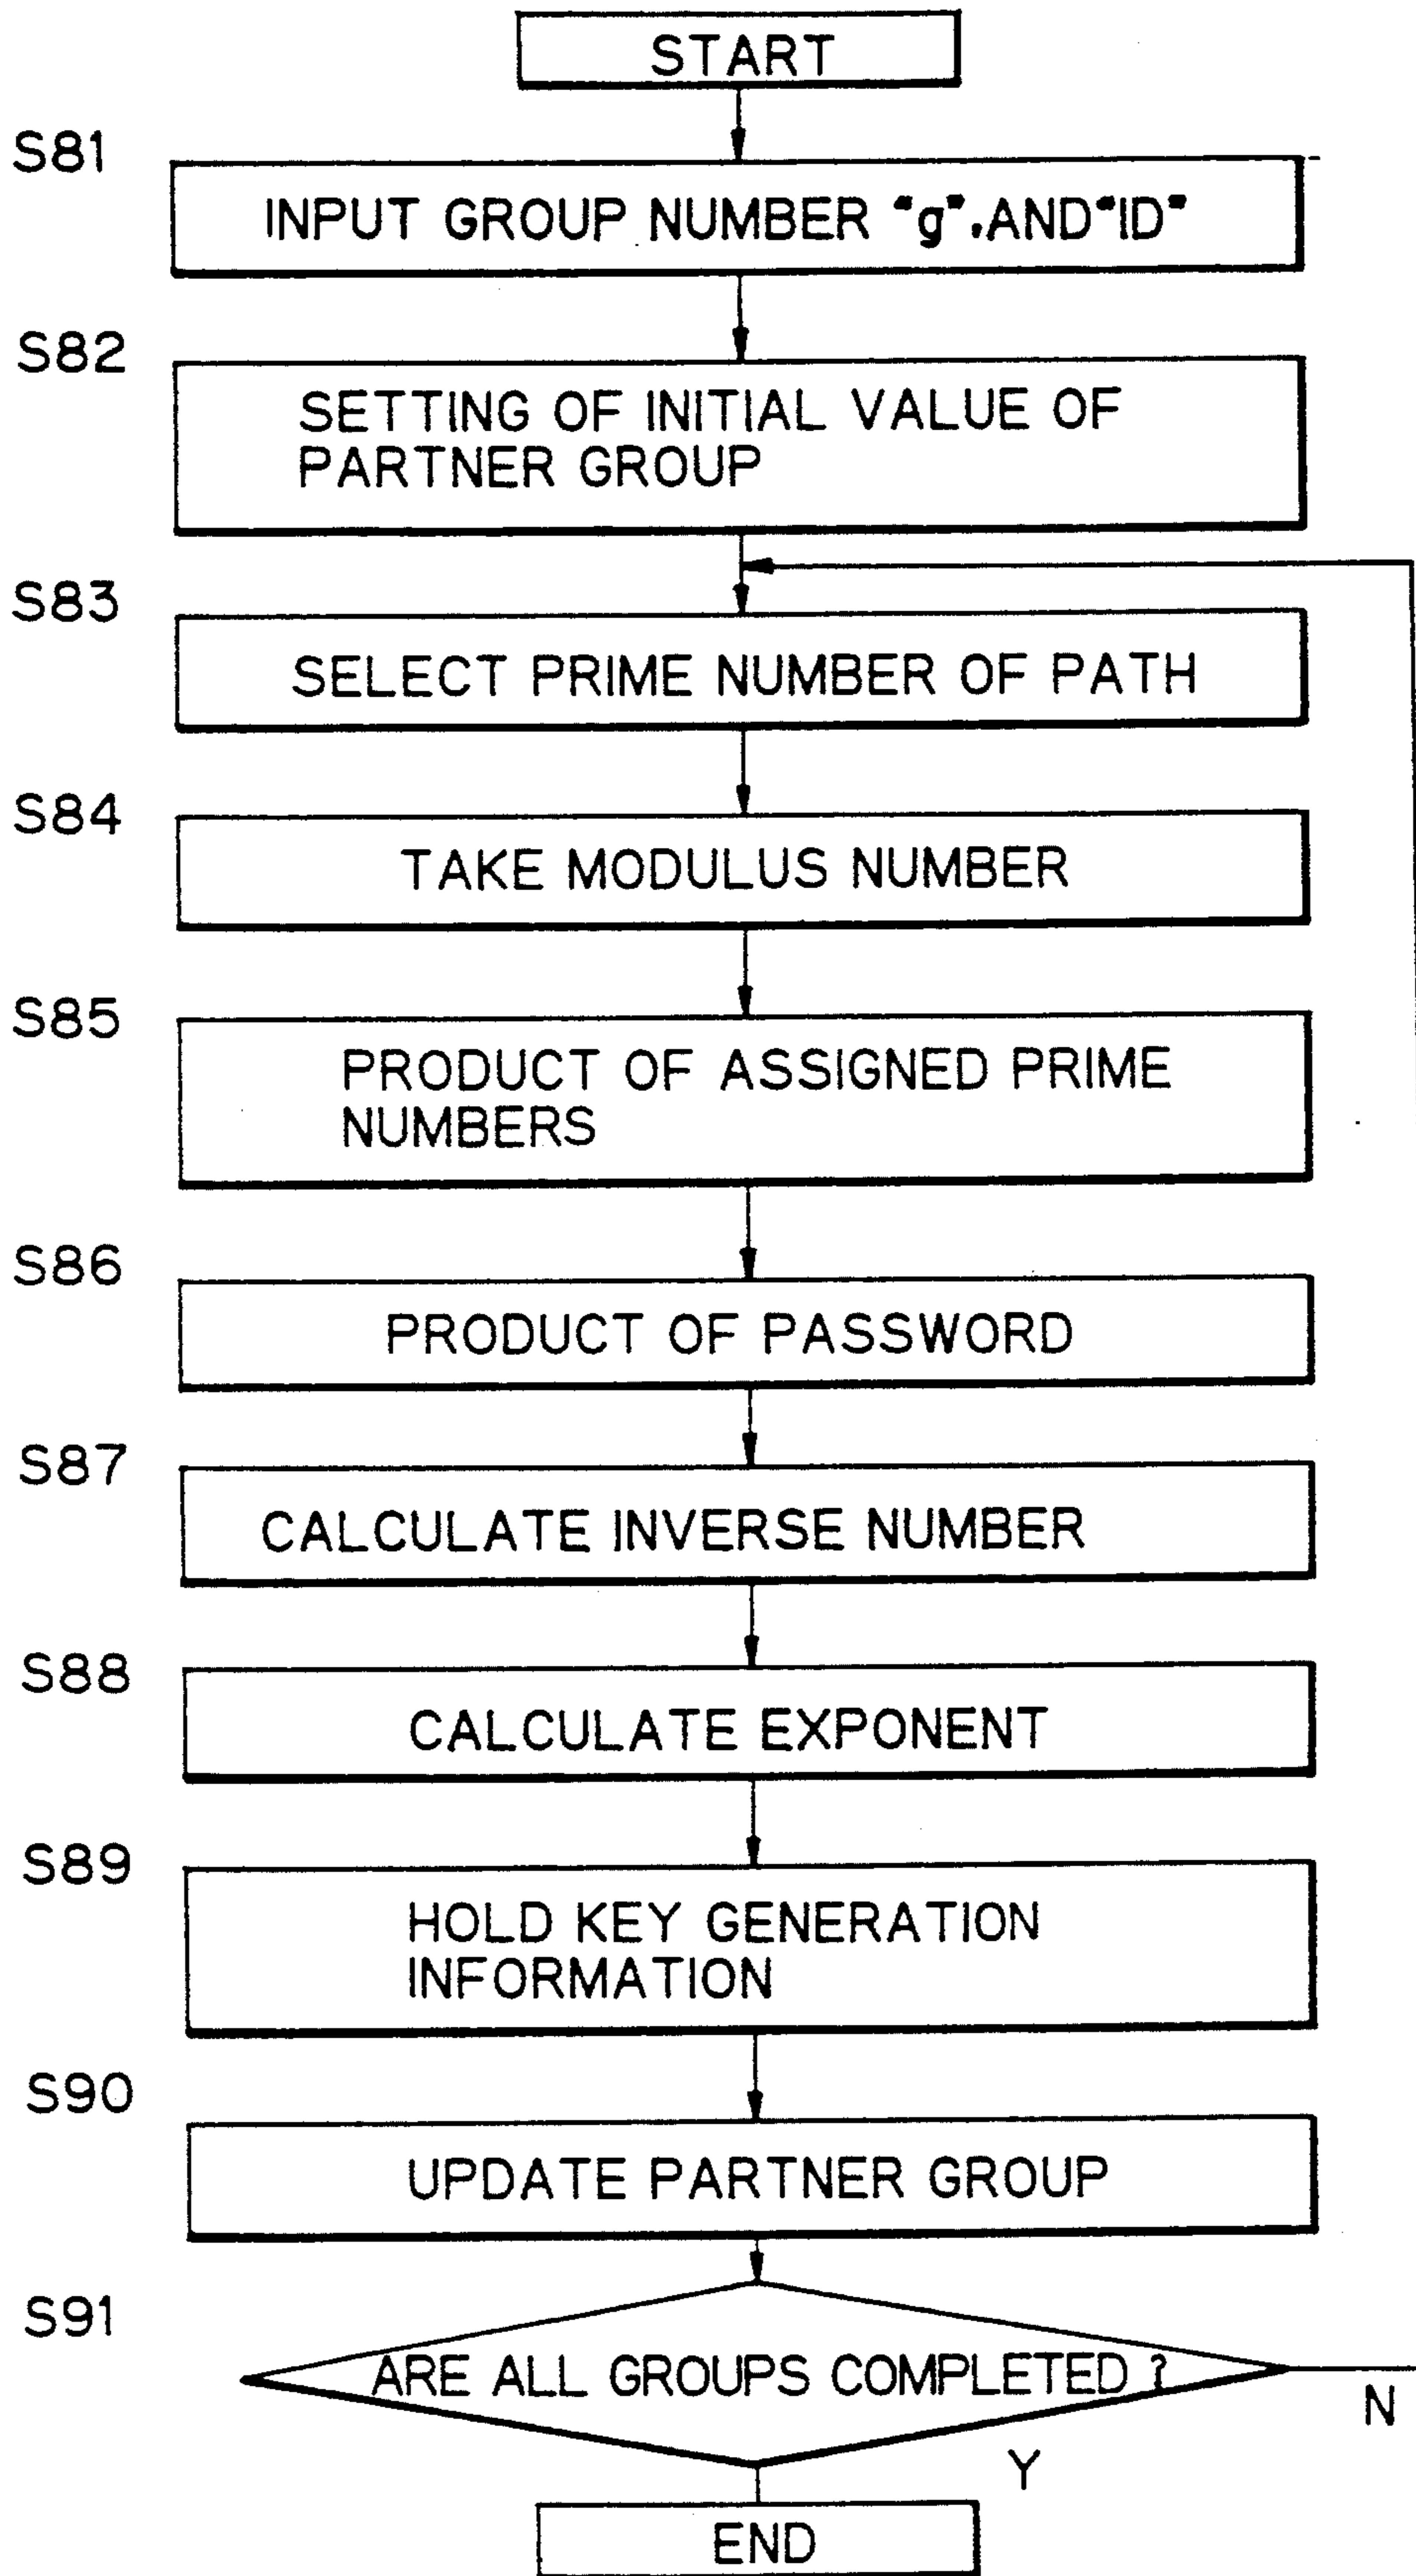 START
S81
INPUT GROUP NUMBER "g".AND"ID"
S82
SETTING OF INITIAL VALUE OF
PARTNER GROUP
S83
SELECT PRIME NUMBER OF PATH
S84
TAKE MODULUS NUMBER
S85
PRODUCT OF ASSIGNED PRIME
NUMBERS
S86
PRODUCT OF PASSWORD
S87
CALCULATE INVERSE NUMBER
S88
CALCULATE EXPONENT
S89
HOLD KEY GENERATION
INFORMATION
S90
UPDATE PARTNER GROUP
S91
ARE ALL GROUPS COMPLETED ?
N
Y
END